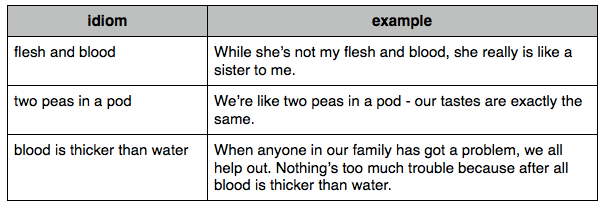 idiom example
flesh and blood While she's not my flesh and blood, she really is like a
sister to me.
two peas in a pod We're like two peas in a pod - our tastes are exactly the
same.
blood is thicker than water When anyone in our family has got a problem, we all
help out. Nothing's too much trouble because after all
blood is thicker than water.